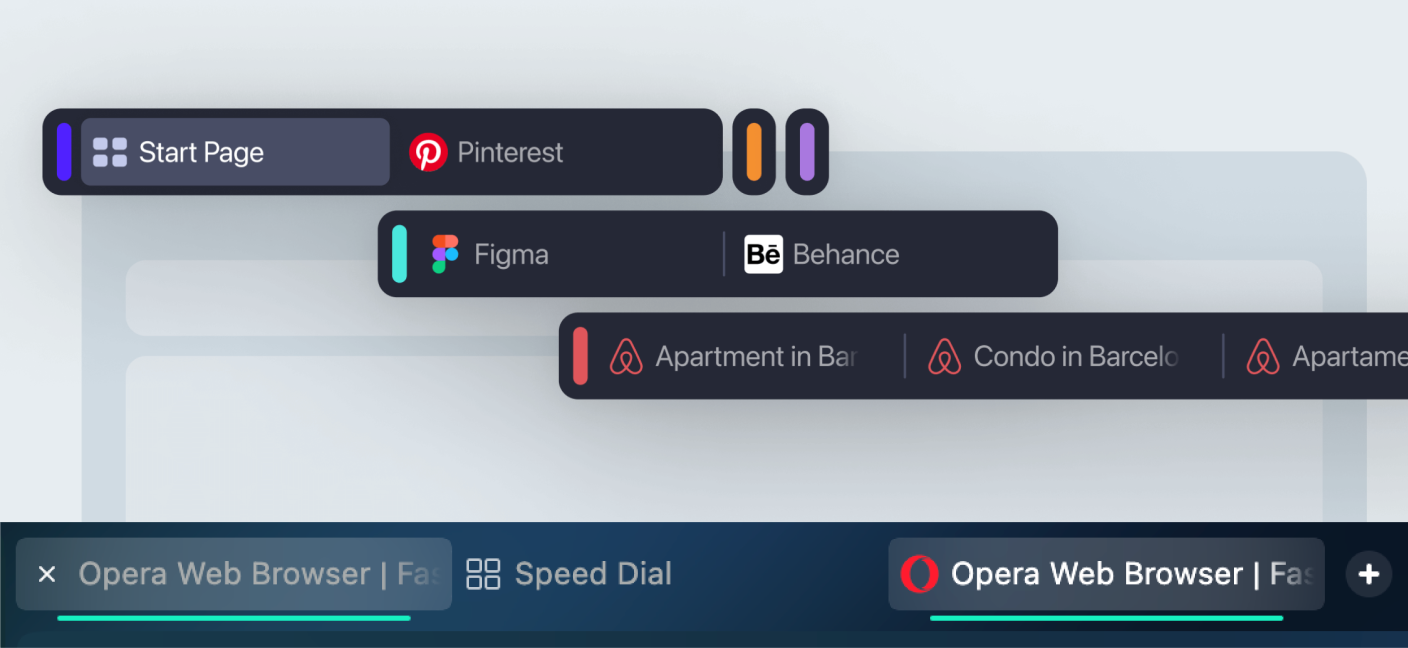 Start Page Pinterest
Figma Bē Behance
Apartment in Bar Condo in Barcelo Apartame
Opera Web Browser | Fas Speed Dial Opera Web Browser | Fas